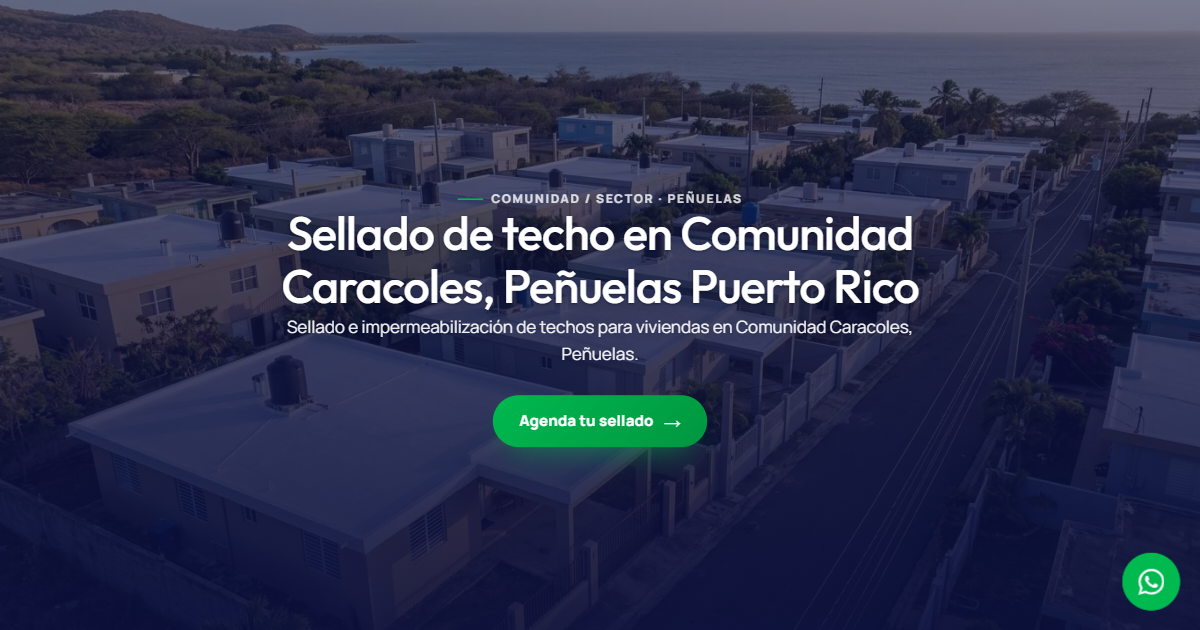 COMUNIDAD / SECTOR · PEÑUELAS
Sellado de techo en Comunidad
Caracoles, Peñuelas Puerto Rico
Sellado e impermeabilización de techos para viviendas en Comunidad Caracoles,
Peñuelas.
Agenda tu sellado →